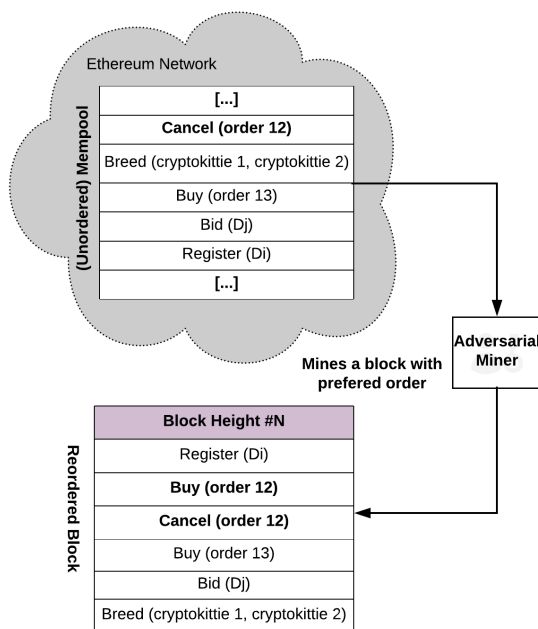 Ethereum Network
(Unordered) Mempool
[...]
Cancel (order 12)
Breed (cryptokittie 1, cryptokittie 2)
Buy (order 13)
Bid (Dj)
Register (Di)
[...]
Adversarial
Miner
Mines a block with
prefered order
Reordered Block
Block Height #N
Register (Di)
Buy (order 12)
Cancel (order 12)
Buy (order 13)
Bid (Dj)
Breed (cryptokittie 1, cryptokittie 2)